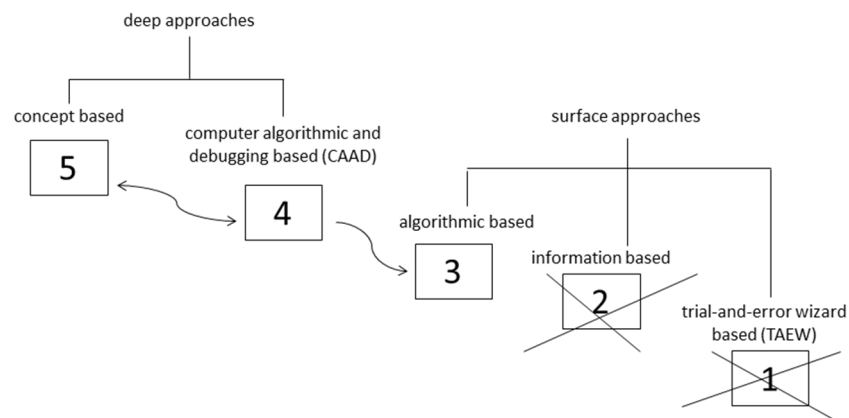 deep approaches
concept based
5
computer algorithmic and
debugging based (CAAD)
4
surface approaches
algorithmic based
3
information based
2
trial-and-error wizard
based (TAEW)
1